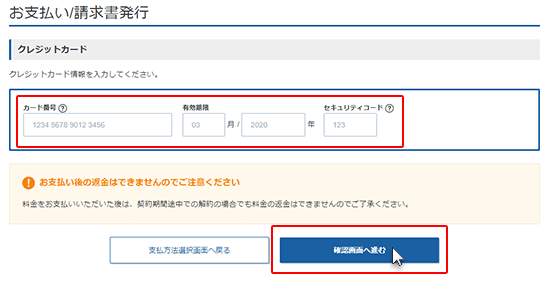 お支払い/請求書発行
クレジットカード
クレジットカード情報を入力してください。
カード番号 ? 有効期限 セキュリティコード ?
1234 5678 9012 3456 03 月 / 2020 年 123
! お支払い後の返金はできませんのでご注意ください
料金をお支払いいただいた後は、契約期間途中での解約の場合でも料金の返金はできませんのでご了承ください。
支払方法選択画面へ戻る 確認画面へ進む